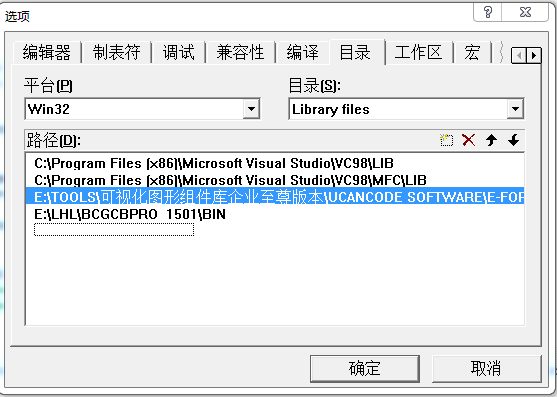 选项
编辑器 制表符 调试 兼容性 编译 目录 工作区 宏
平台(P) 目录(S):
Win32 Library files
路径(D):
C:\Program Files (x86)\Microsoft Visual Studio\VC98\LIB
C:\Program Files (x86)\Microsoft Visual Studio\VC98\MFC\LIB
E:\TOOLS\可视化图形组件库企业至尊版本\UCANCODE SOFTWARE\E-FOR
E:\LHL\BCGCBPRO_1501\BIN
确定 取消